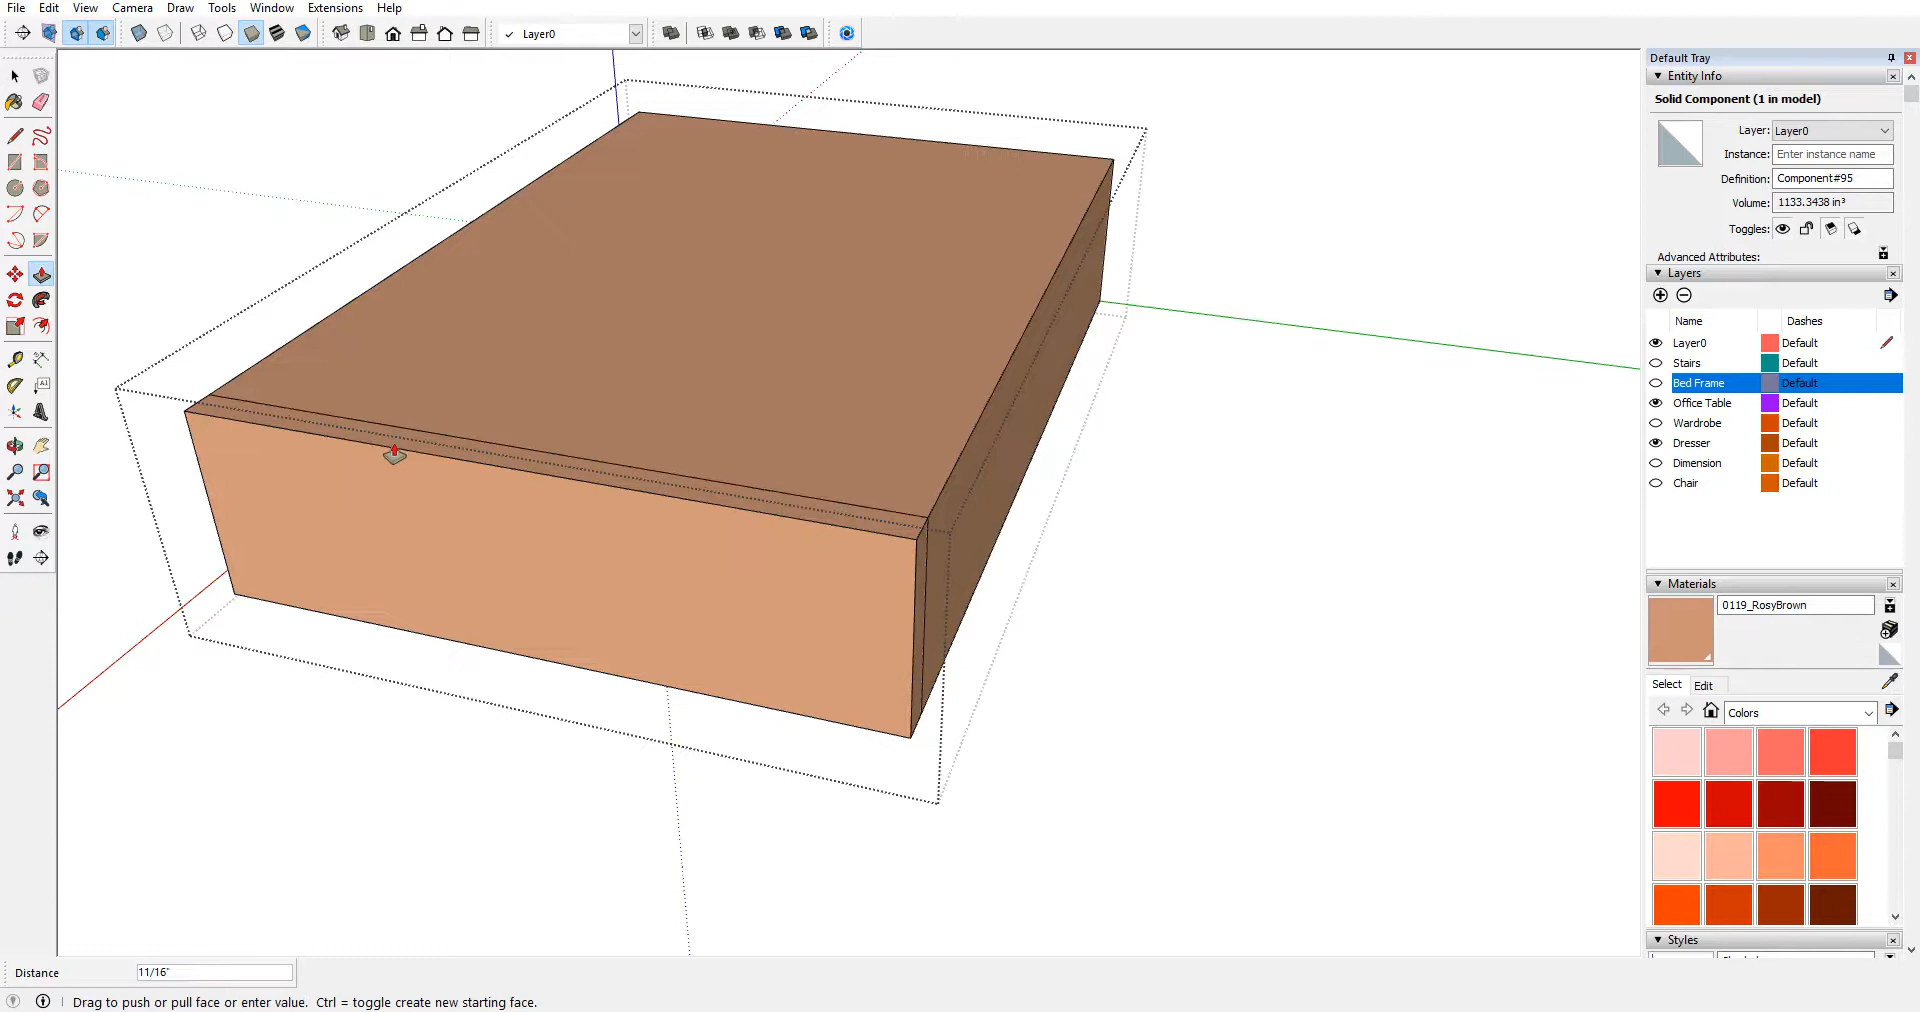 File Edit View Camera Draw Tools Window Extensions Help
Layer0
Default Tray
Entity Info
Solid Component (1 in model)
Layer: Layer0
Instance: Enter instance name
Definition: Component#95
Volume: 1133.3438 in³
Toggles:
Advanced Attributes:
Layers
Name Dashes
Layer0 Default
Stairs Default
Bed Frame Default
Office Table Default
Wardrobe Default
Dresser Default
Dimension Default
Chair Default
Materials
0119_RosyBrown
Select Edit
Colors
Styles
Distance 11/16"
Drag to push or pull face or enter value. Ctrl = toggle create new starting face.